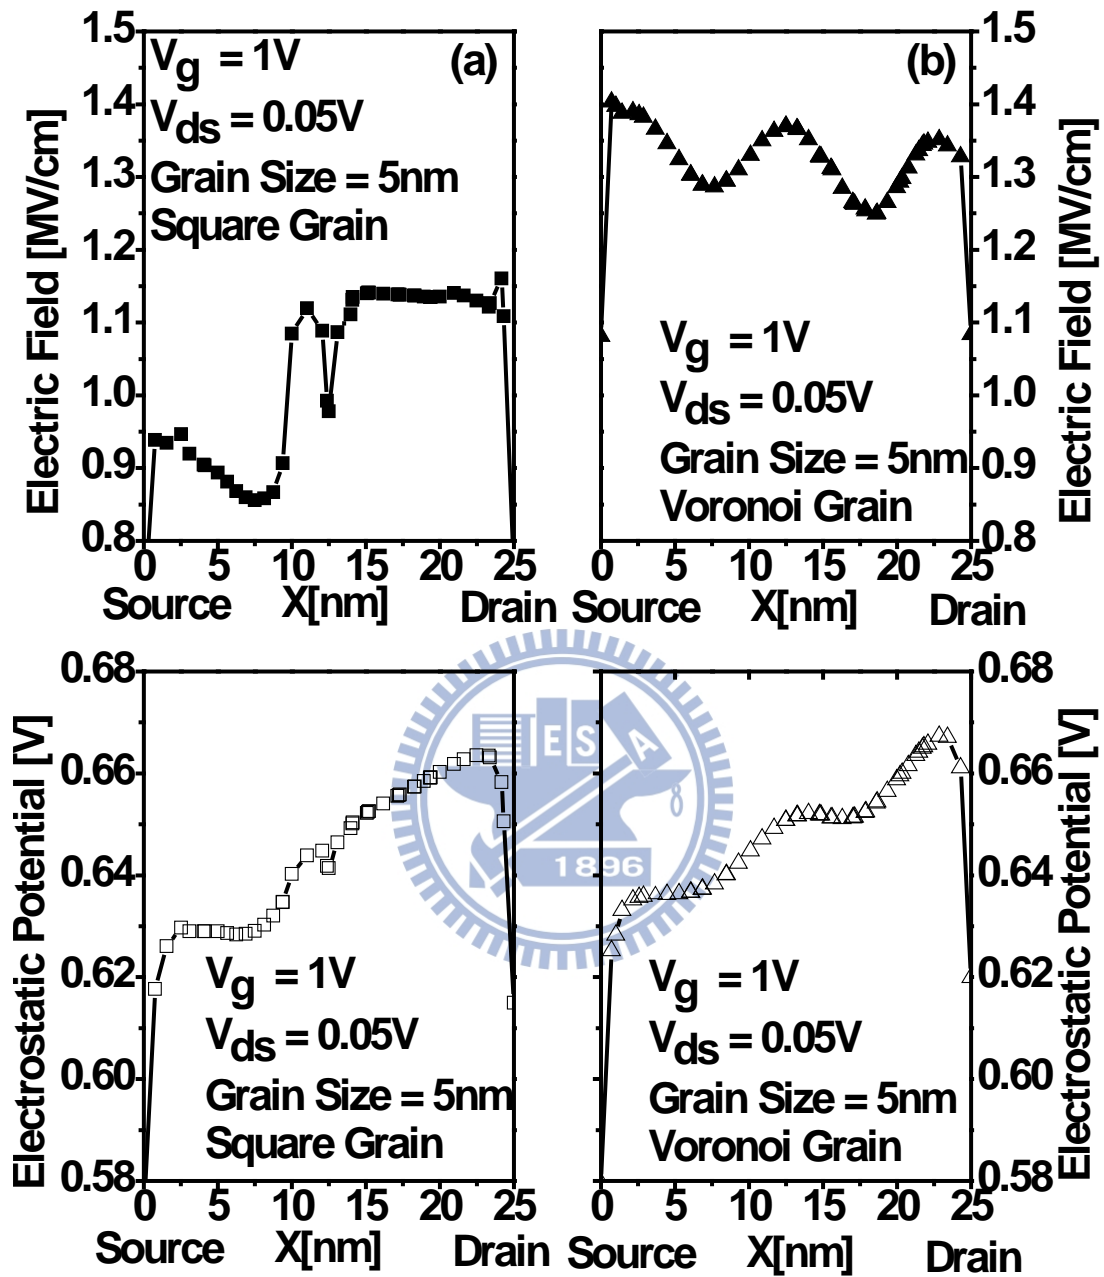 1.5
1.4
1.3
1.2
1.1
1.0
0.9
0.8
Electric Field [MV/cm]
Vg = 1V
Vds = 0.05V
Grain Size = 5nm
Square Grain
(a)
0 5 10 15 20 25
Source X[nm] Drain
(b)
Vg = 1V
Vds = 0.05V
Grain Size = 5nm
Voronoi Grain
1.5
1.4
1.3
1.2
1.1
1.0
0.9
0.8
Electric Field [MV/cm]
0 5 10 15 20 25
Source X[nm] Drain
0.68
0.66
0.64
0.62
0.60
0.58
Electrostatic Potential [V]
Vg = 1V
Vds = 0.05V
Grain Size = 5nm
Square Grain
0 5 10 15 20 25
Source X[nm] Drain
E S A
1896
Vg = 1V
Vds = 0.05V
Grain Size = 5nm
Voronoi Grain
0.68
0.66
0.64
0.62
0.60
0.58
Electrostatic Potential [V]
0 5 10 15 20 25
Source X[nm] Drain